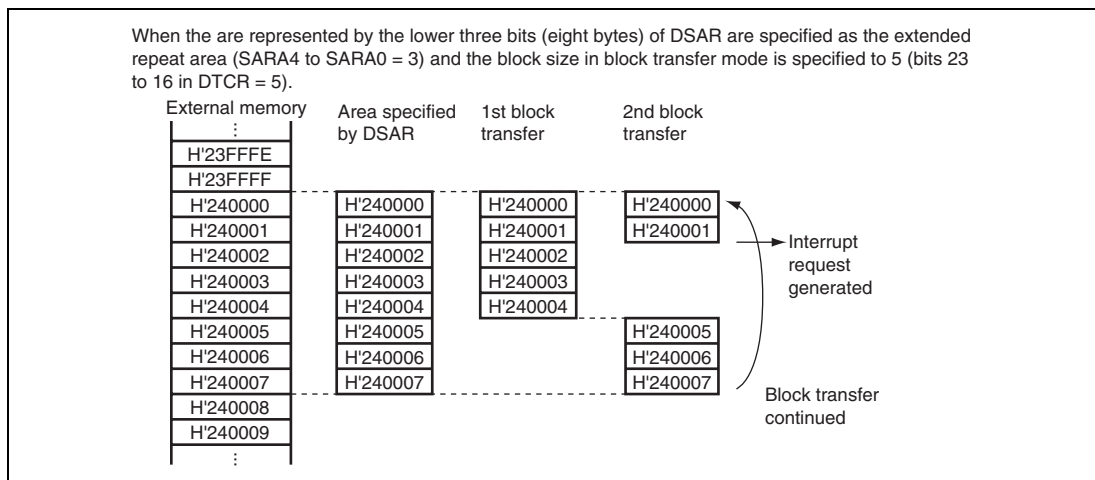 When the are represented by the lower three bits (eight bytes) of DSAR are specified as the extended
repeat area (SARA4 to SARA0 = 3) and the block size in block transfer mode is specified to 5 (bits 23
to 16 in DTCR = 5).
External memory
⋮
H'23FFFE
H'23FFFF
H'240000
H'240001
H'240002
H'240003
H'240004
H'240005
H'240006
H'240007
H'240008
H'240009
⋮
Area specified
by DSAR
H'240000
H'240001
H'240002
H'240003
H'240004
H'240005
H'240006
H'240007
1st block
transfer
H'240000
H'240001
H'240002
H'240003
H'240004
2nd block
transfer
H'240000
H'240001
H'240005
H'240006
H'240007
Interrupt
request
generated
Block transfer
continued